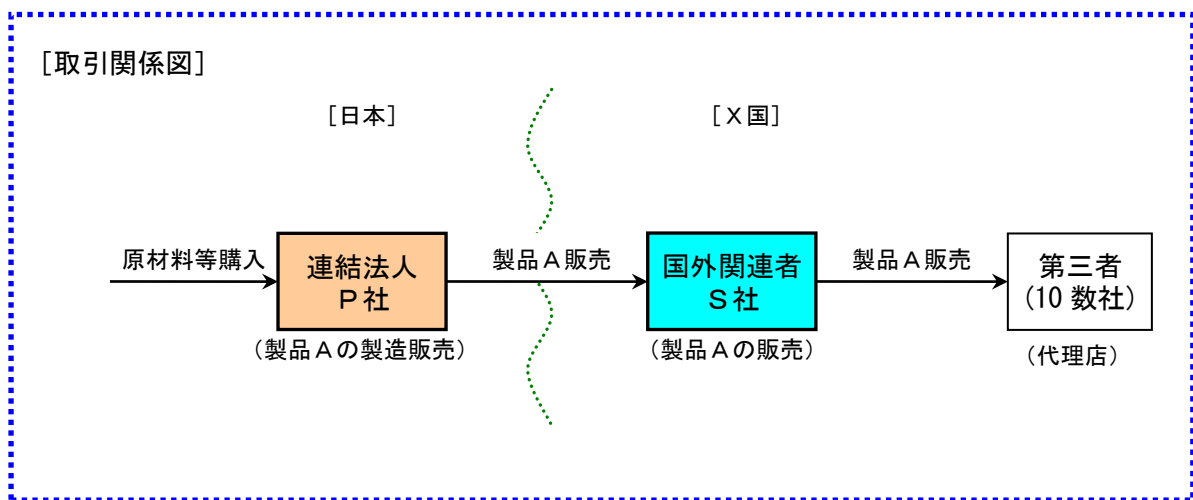 ［取引関係図］
［日本］
［Ｘ国］
原材料等購入
連結法人
Ｐ社
（製品Ａの製造販売）
製品Ａ販売
国外関連者
Ｓ社
（製品Ａの販売）
製品Ａ販売
第三者
（10 数社）
（代理店）